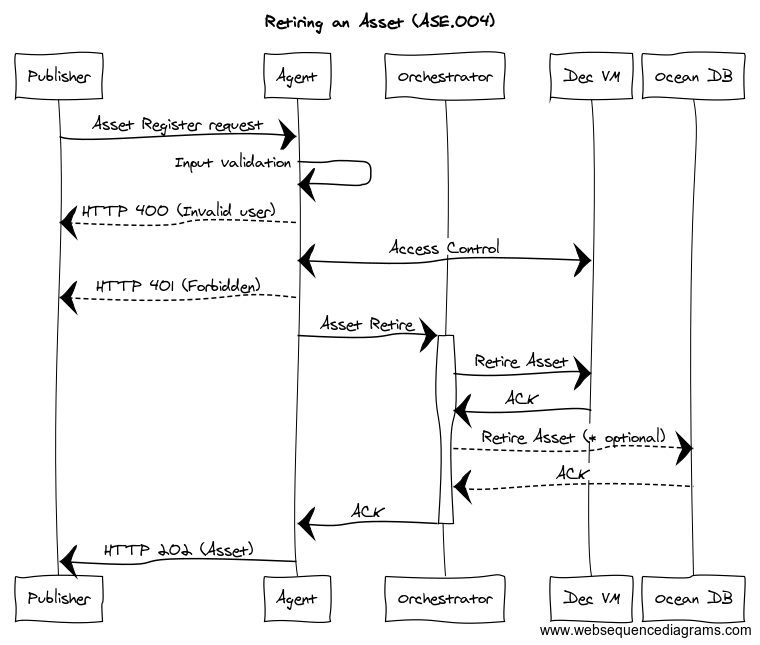 Retiring an Asset (ASE.004)
Publisher
Agent
Orchestrator
Dec VM
Ocean DB
Asset Register request
Input validation
HTTP 400 (Invalid user)
Access Control
HTTP 401 (Forbidden)
Asset Retire
Retire Asset
ACK
Retire Asset (* optional)
ACK
ACK
HTTP 202 (Asset)
Publisher
Agent
Orchestrator
Dec VM
Ocean DB
www.websequencediagrams.com